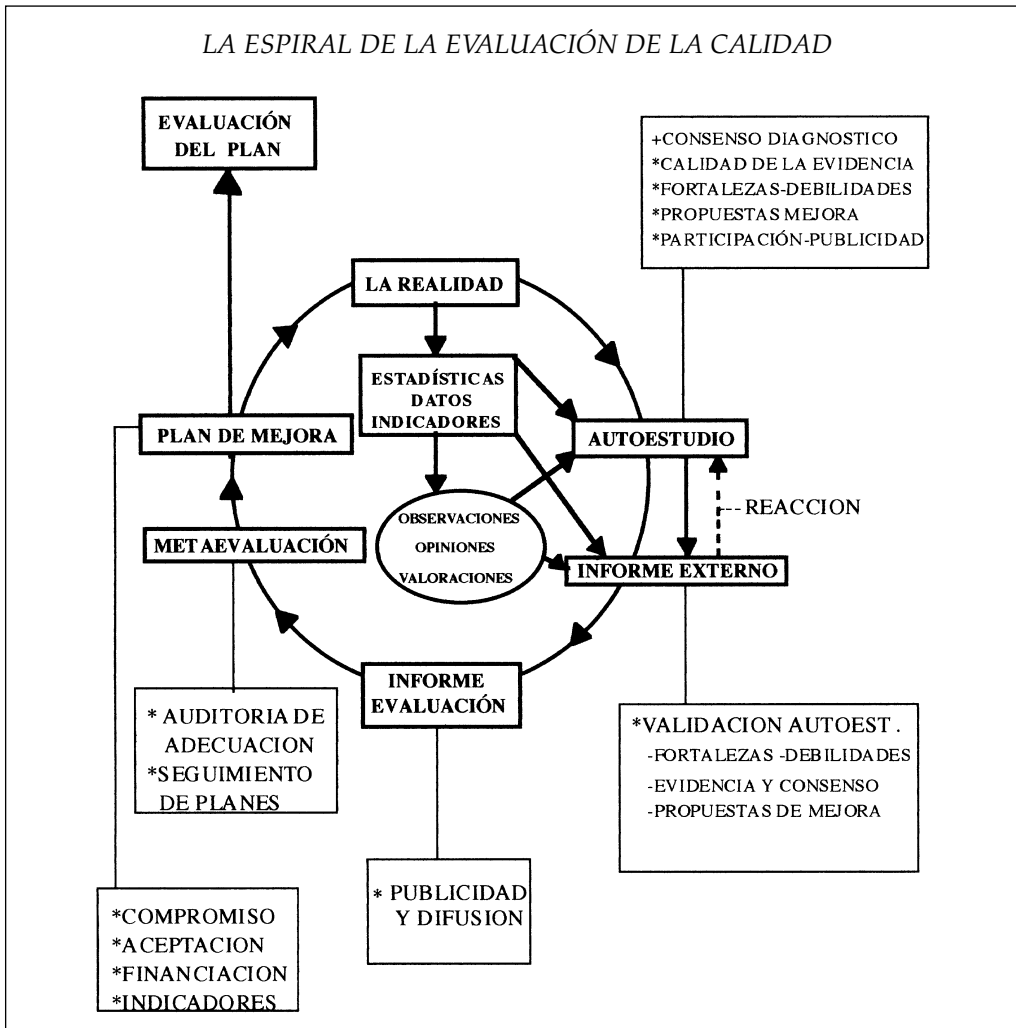 LA ESPIRAL DE LA EVALUACIÓN DE LA CALIDAD
EVALUACIÓN
DEL PLAN
+CONSENSO DIAGNOSTICO
*CALIDAD DE LA EVIDENCIA
*FORTALEZAS-DEBILIDADES
*PROPUESTAS MEJORA
*PARTICIPACIÓN-PUBLICIDAD
LA REALIDAD
ESTADÍSTICAS
DATOS
INDICADORES
PLAN DE MEJORA
AUTOESTUDIO
OBSERVACIONES
OPINIONES
VALORACIONES
--- REACCION
METAEVALUACIÓN
INFORME EXTERNO
INFORME
EVALUACIÓN
* AUDITORIA DE
ADECUACION
*SEGUIMIENTO
DE PLANES
*VALIDACION AUTOEST .
-FORTALEZAS -DEBILIDADES
-EVIDENCIA Y CONSENSO
-PROPUESTAS DE MEJORA
* PUBLICIDAD
Y DIFUSION
*COMPROMISO
*ACEPTACION
*FINANCIACION
*INDICADORES